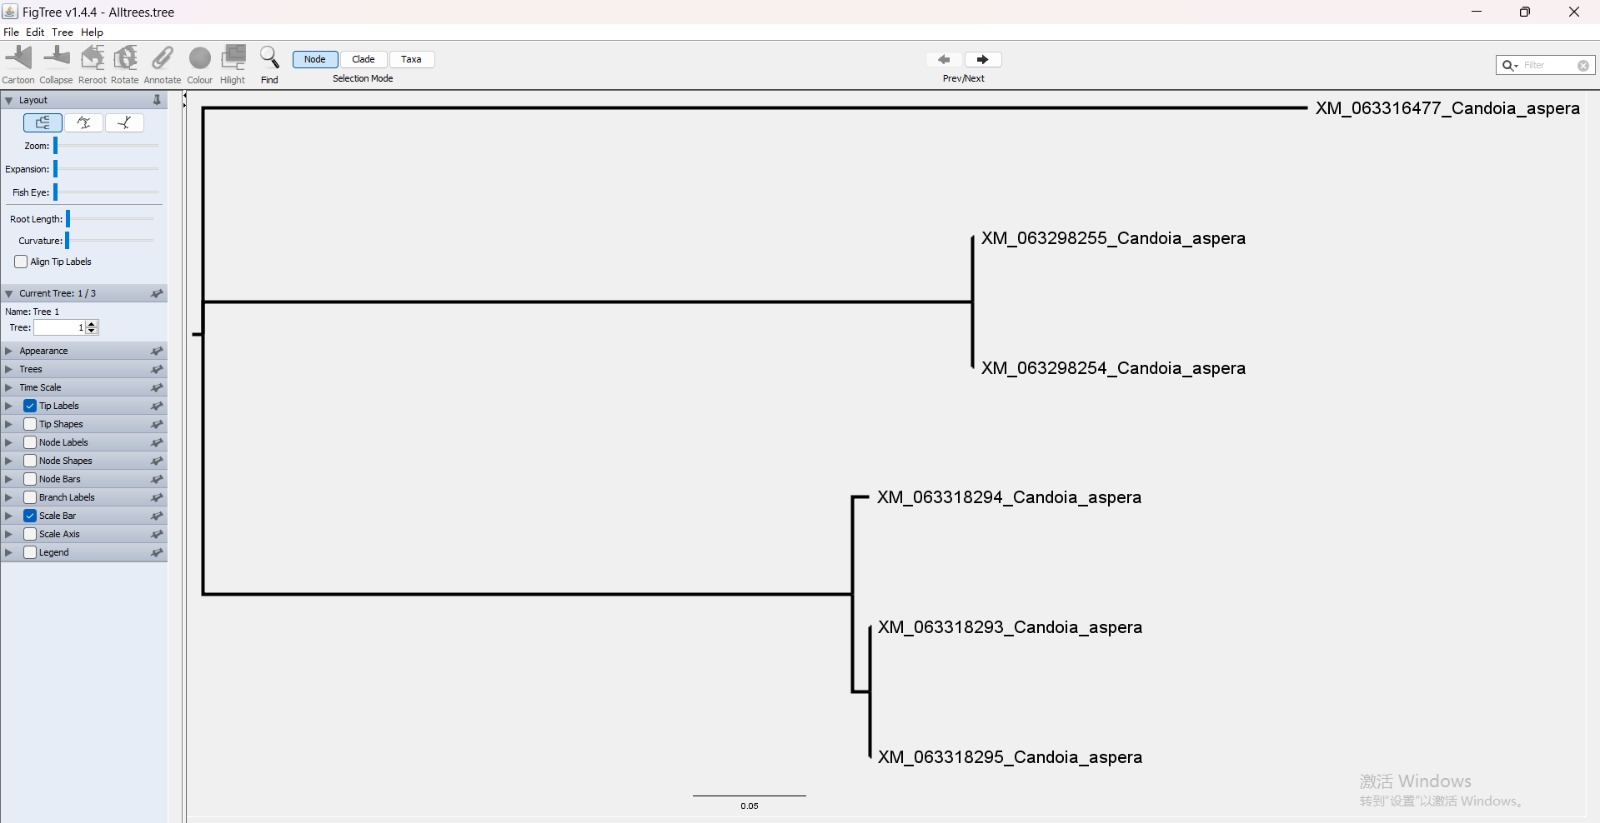 FigTree v1.4.4 - Alltrees.tree
File Edit Tree Help
Cartoon Collapse Reroot Rotate Annotate Colour Hilight Find
Node Clade Taxa
Selection Mode
Prev/Next
Filter
Layout
Zoom:
Expansion:
Fish Eye:
Root Length:
Curvature:
Align Tip Labels
Current Tree: 1 / 3
Name: Tree 1
Tree: 1
Appearance
Trees
Time Scale
Tip Labels
Tip Shapes
Node Labels
Node Shapes
Node Bars
Branch Labels
Scale Bar
Scale Axis
Legend
XM_063316477_Candoia_aspera
XM_063298255_Candoia_aspera
XM_063298254_Candoia_aspera
XM_063318294_Candoia_aspera
XM_063318293_Candoia_aspera
XM_063318295_Candoia_aspera
0.05
激活 Windows
转到“设置”以激活 Windows。